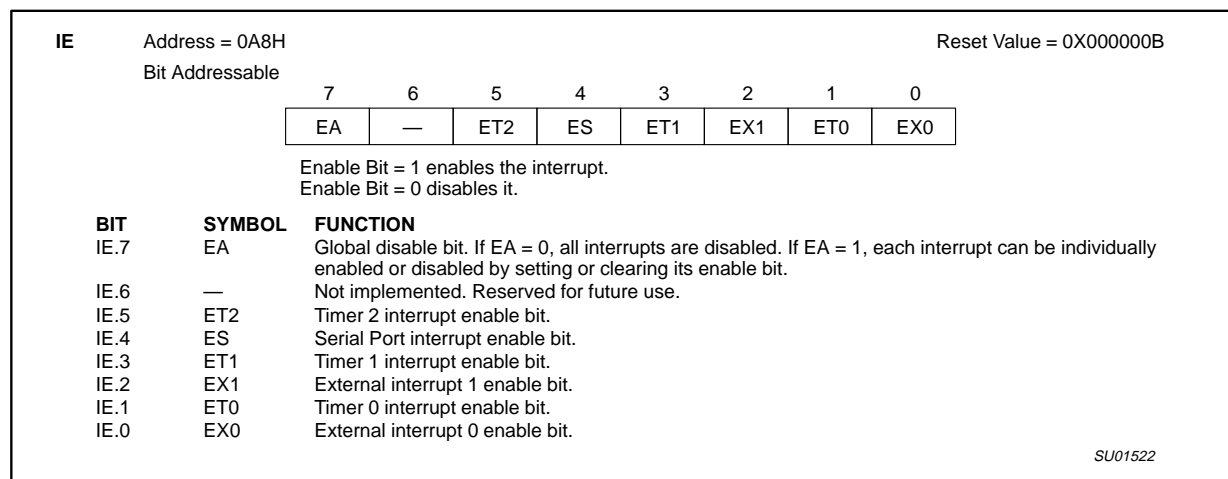 IE Address = 0A8H Reset Value = 0X000000B
Bit Addressable
7 6 5 4 3 2 1 0
EA — ET2 ES ET1 EX1 ET0 EX0
Enable Bit = 1 enables the interrupt.
Enable Bit = 0 disables it.
BIT SYMBOL FUNCTION
IE.7 EA Global disable bit. If EA = 0, all interrupts are disabled. If EA = 1, each interrupt can be individually
enabled or disabled by setting or clearing its enable bit.
IE.6 — Not implemented. Reserved for future use.
IE.5 ET2 Timer 2 interrupt enable bit.
IE.4 ES Serial Port interrupt enable bit.
IE.3 ET1 Timer 1 interrupt enable bit.
IE.2 EX1 External interrupt 1 enable bit.
IE.1 ET0 Timer 0 interrupt enable bit.
IE.0 EX0 External interrupt 0 enable bit.
SU01522